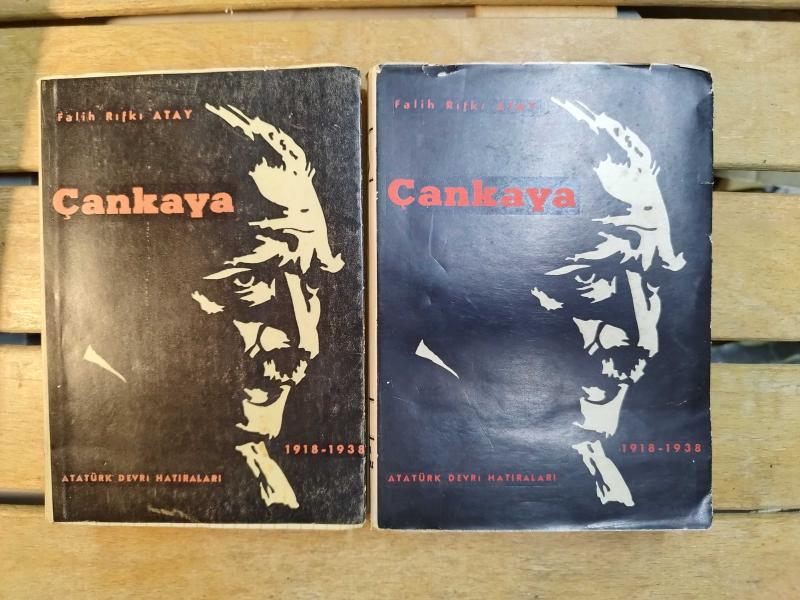 Falih Rıfkı ATAY
Çankaya
1918-1938
ATATÜRK DEVRİ HATIRALARI
Falih Rıfkı ATAY
Çankaya
1918-1938
ATATÜRK DEVRİ HATIRALARI